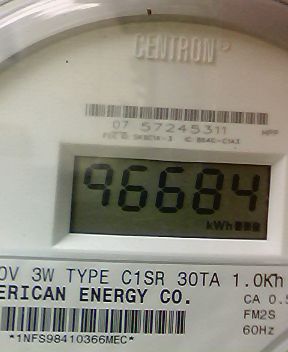 CENTRON®
07 57245311
96684
kWh
0V 3W TYPE C1SR 30TA 1.0Kh
ERICAN ENERGY CO.
CA 0.5
FM2S
60Hz
*1NFS98410366MEC*